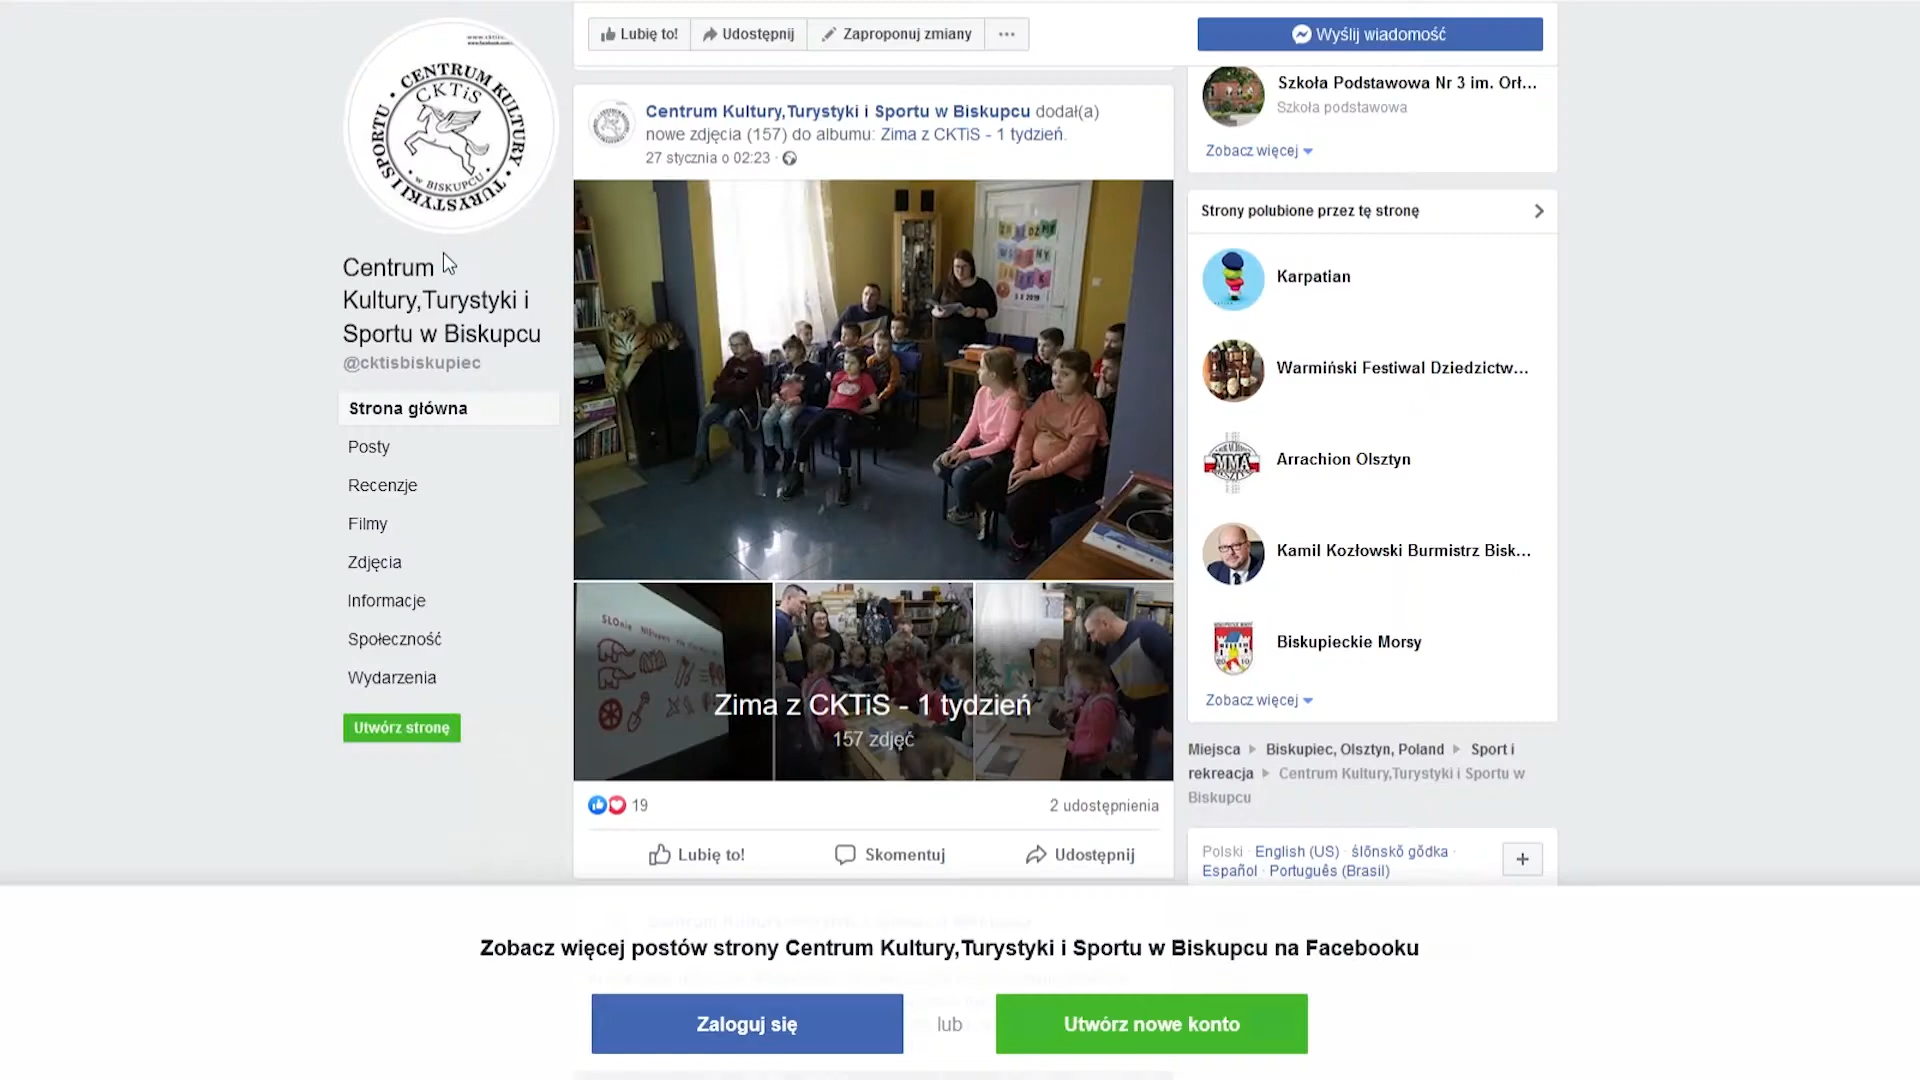 CENTRUM KULTURY · TURYSTYKI I SPORTU ·
CKTiS
• w BISKUPCU •
Centrum
Kultury,Turystyki i
Sportu w Biskupcu
@cktisbiskupiec
Strona główna
Posty
Recenzje
Filmy
Zdjęcia
Informacje
Społeczność
Wydarzenia
Utwórz stronę
Lubię to! Udostępnij Zaproponuj zmiany ...
Wyślij wiadomość
Centrum Kultury,Turystyki i Sportu w Biskupcu dodał(a)
nowe zdjęcia (157) do albumu: Zima z CKTiS - 1 tydzień.
27 stycznia o 02:23 ·
Zima z CKTiS - 1 tydzień
157 zdjęć
19 2 udostępnienia
Lubię to! Skomentuj Udostępnij
Szkoła Podstawowa Nr 3 im. Orł...
Szkoła podstawowa
Zobacz więcej
Strony polubione przez tę stronę
Karpatian
Warmiński Festiwal Dziedzictw...
MMA
Arrachion Olsztyn
Kamil Kozłowski Burmistrz Bisk...
Biskupieckie Morsy
Zobacz więcej
Miejsca Biskupiec, Olsztyn, Poland Sport i
rekreacja Centrum Kultury,Turystyki i Sportu w
Biskupcu
Polski · English (US) · ślōnskŏ gŏdka ·
Español · Português (Brasil)
+
Zobacz więcej postów strony Centrum Kultury,Turystyki i Sportu w Biskupcu na Facebooku
Zaloguj się lub Utwórz nowe konto